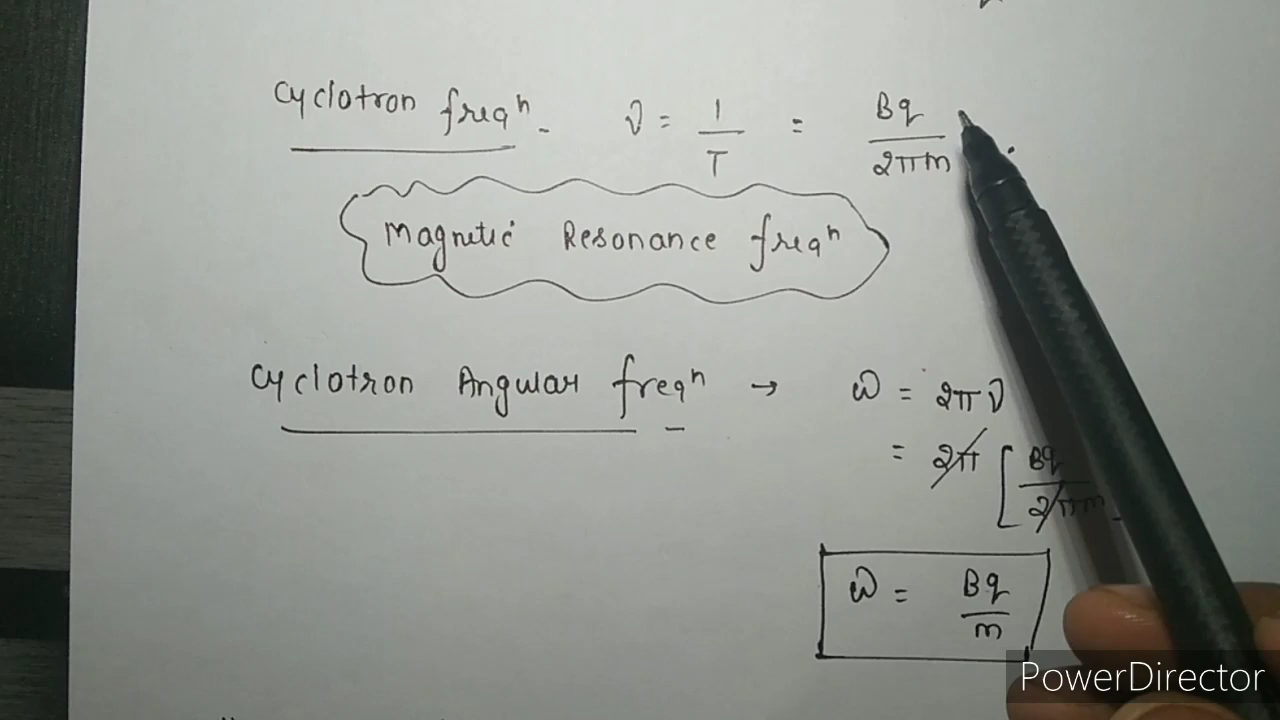 Cyclotron freqⁿ. ν = 1/T = Bq/2πm.
Magnetic Resonance freqⁿ
Cyclotron Angular freqⁿ → ω = 2πν
= 2π [Bq/2πm
ω = Bq/m
PowerDirector